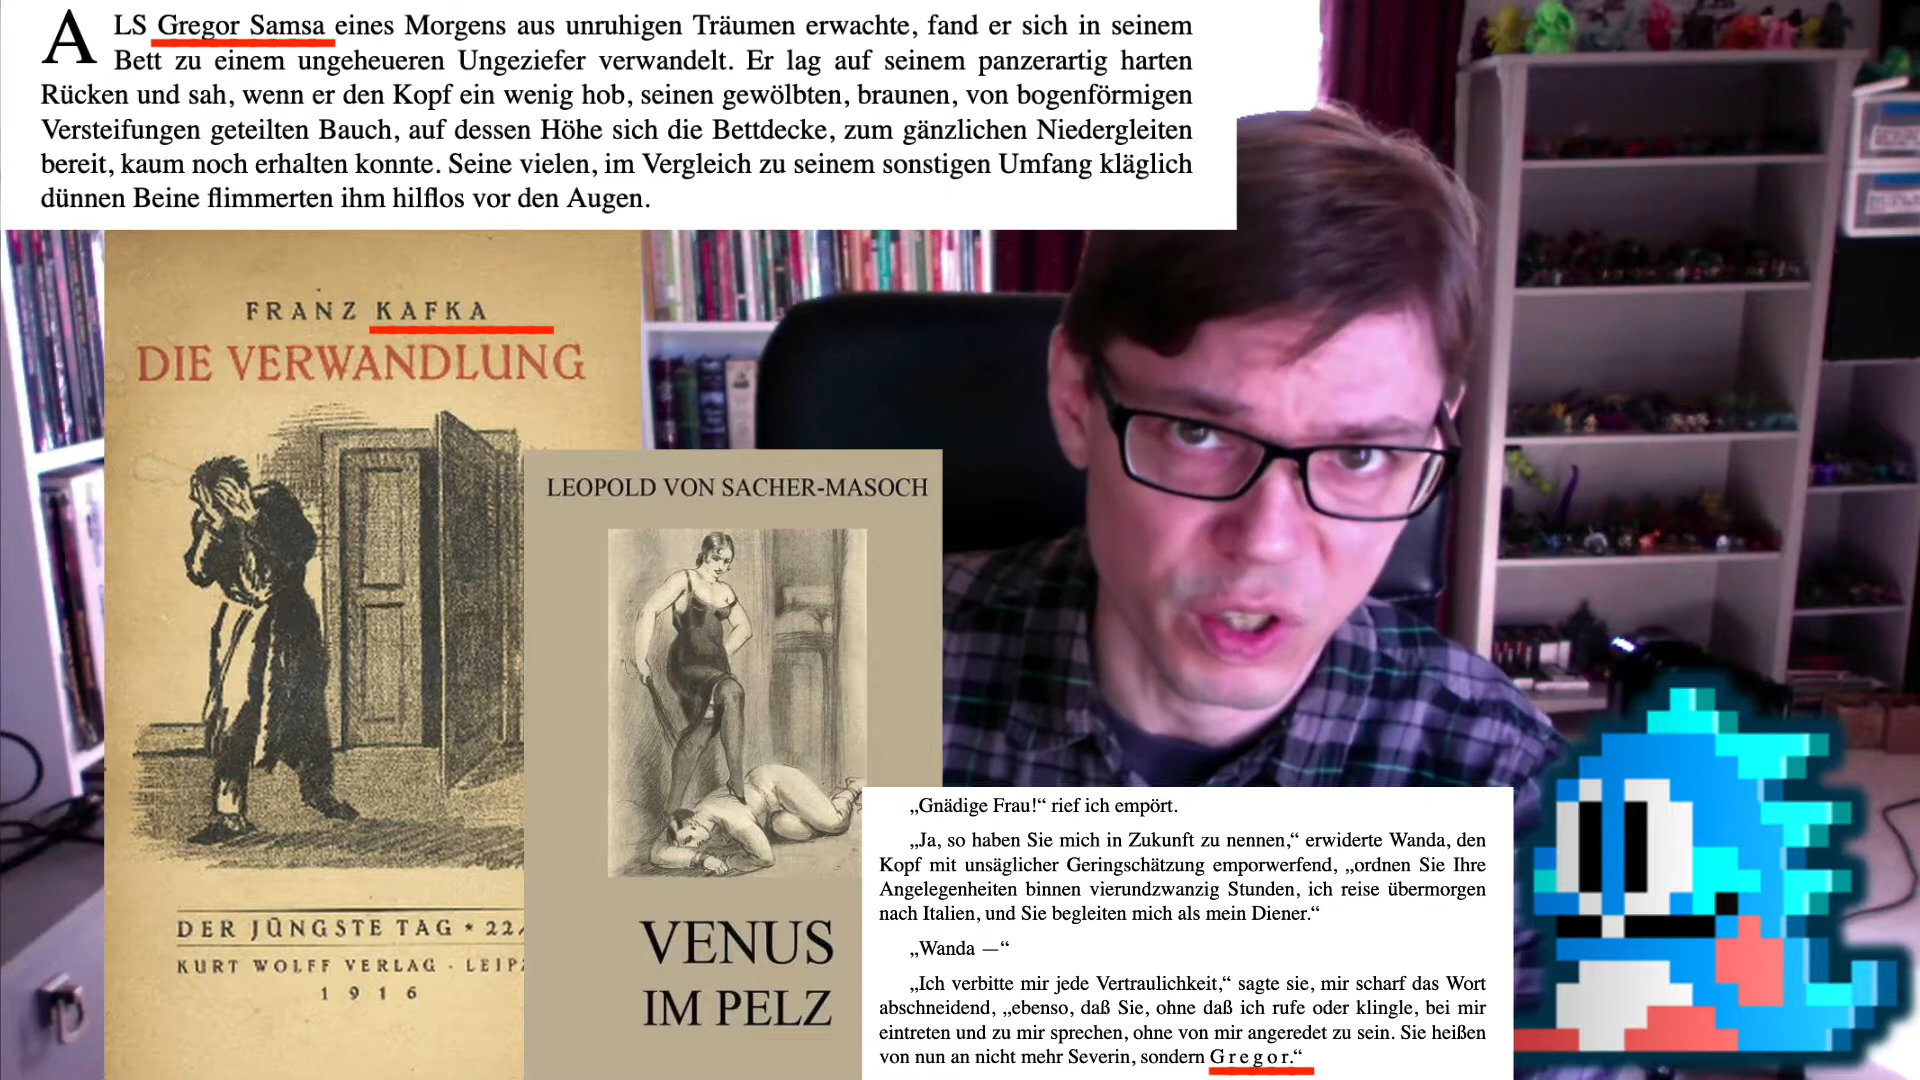 ALS Gregor Samsa eines Morgens aus unruhigen Träumen erwachte, fand er sich in seinem
Bett zu einem ungeheueren Ungeziefer verwandelt. Er lag auf seinem panzerartig harten
Rücken und sah, wenn er den Kopf ein wenig hob, seinen gewölbten, braunen, von bogenförmigen
Versteifungen geteilten Bauch, auf dessen Höhe sich die Bettdecke, zum gänzlichen Niedergleiten
bereit, kaum noch erhalten konnte. Seine vielen, im Vergleich zu seinem sonstigen Umfang kläglich
dünnen Beine flimmerten ihm hilflos vor den Augen.
FRANZ KAFKA
DIE VERWANDLUNG
DER JÜNGSTE TAG * 22/
KURT WOLFF VERLAG · LEIPZ
1916
LEOPOLD VON SACHER-MASOCH
VENUS
IM PELZ
„Gnädige Frau!“ rief ich empört.
„Ja, so haben Sie mich in Zukunft zu nennen,“ erwiderte Wanda, den
Kopf mit unsäglicher Geringschätzung emporwerfend, „ordnen Sie Ihre
Angelegenheiten binnen vierundzwanzig Stunden, ich reise übermorgen
nach Italien, und Sie begleiten mich als mein Diener.“
„Wanda —“
„Ich verbitte mir jede Vertraulichkeit,“ sagte sie, mir scharf das Wort
abschneidend, „ebenso, daß Sie, ohne daß ich rufe oder klingle, bei mir
eintreten und zu mir sprechen, ohne von mir angeredet zu sein. Sie heißen
von nun an nicht mehr Severin, sondern G r e g o r.“